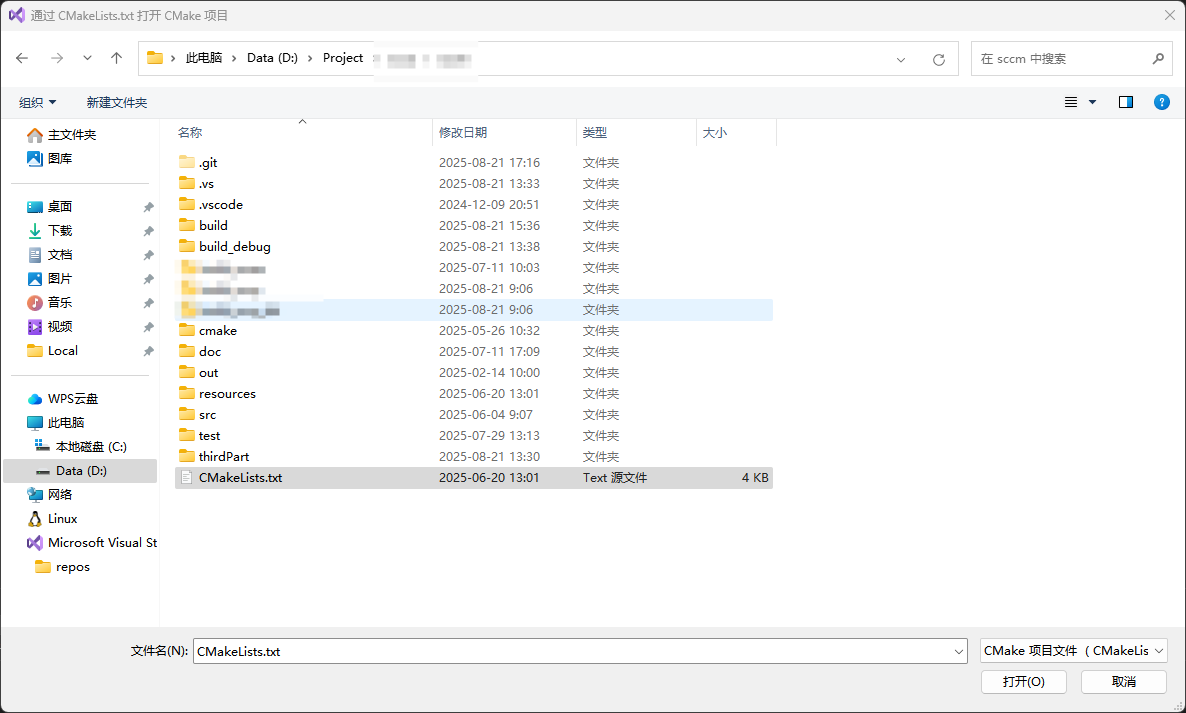 通过 CMakeLists.txt 打开 CMake 项目
此电脑 Data (D:) Project
在 sccm 中搜索
组织 新建文件夹
主文件夹
图库
桌面
下载
文档
图片
音乐
视频
Local
WPS云盘
此电脑
本地磁盘 (C:)
Data (D:)
网络
Linux
Microsoft Visual St
repos
名称 修改日期 类型 大小
.git 2025-08-21 17:16 文件夹
.vs 2025-08-21 13:33 文件夹
.vscode 2024-12-09 20:51 文件夹
build 2025-08-21 15:36 文件夹
build_debug 2025-08-21 13:38 文件夹
2025-07-11 10:03 文件夹
2025-08-21 9:06 文件夹
2025-08-21 9:06 文件夹
cmake 2025-05-26 10:32 文件夹
doc 2025-07-11 17:09 文件夹
out 2025-02-14 10:00 文件夹
resources 2025-06-20 13:01 文件夹
src 2025-06-04 9:07 文件夹
test 2025-07-29 13:13 文件夹
thirdPart 2025-08-21 13:30 文件夹
CMakeLists.txt 2025-06-20 13:01 Text 源文件 4 KB
文件名(N): CMakeLists.txt
CMake 项目文件（ CMakeLis
打开(O) 取消